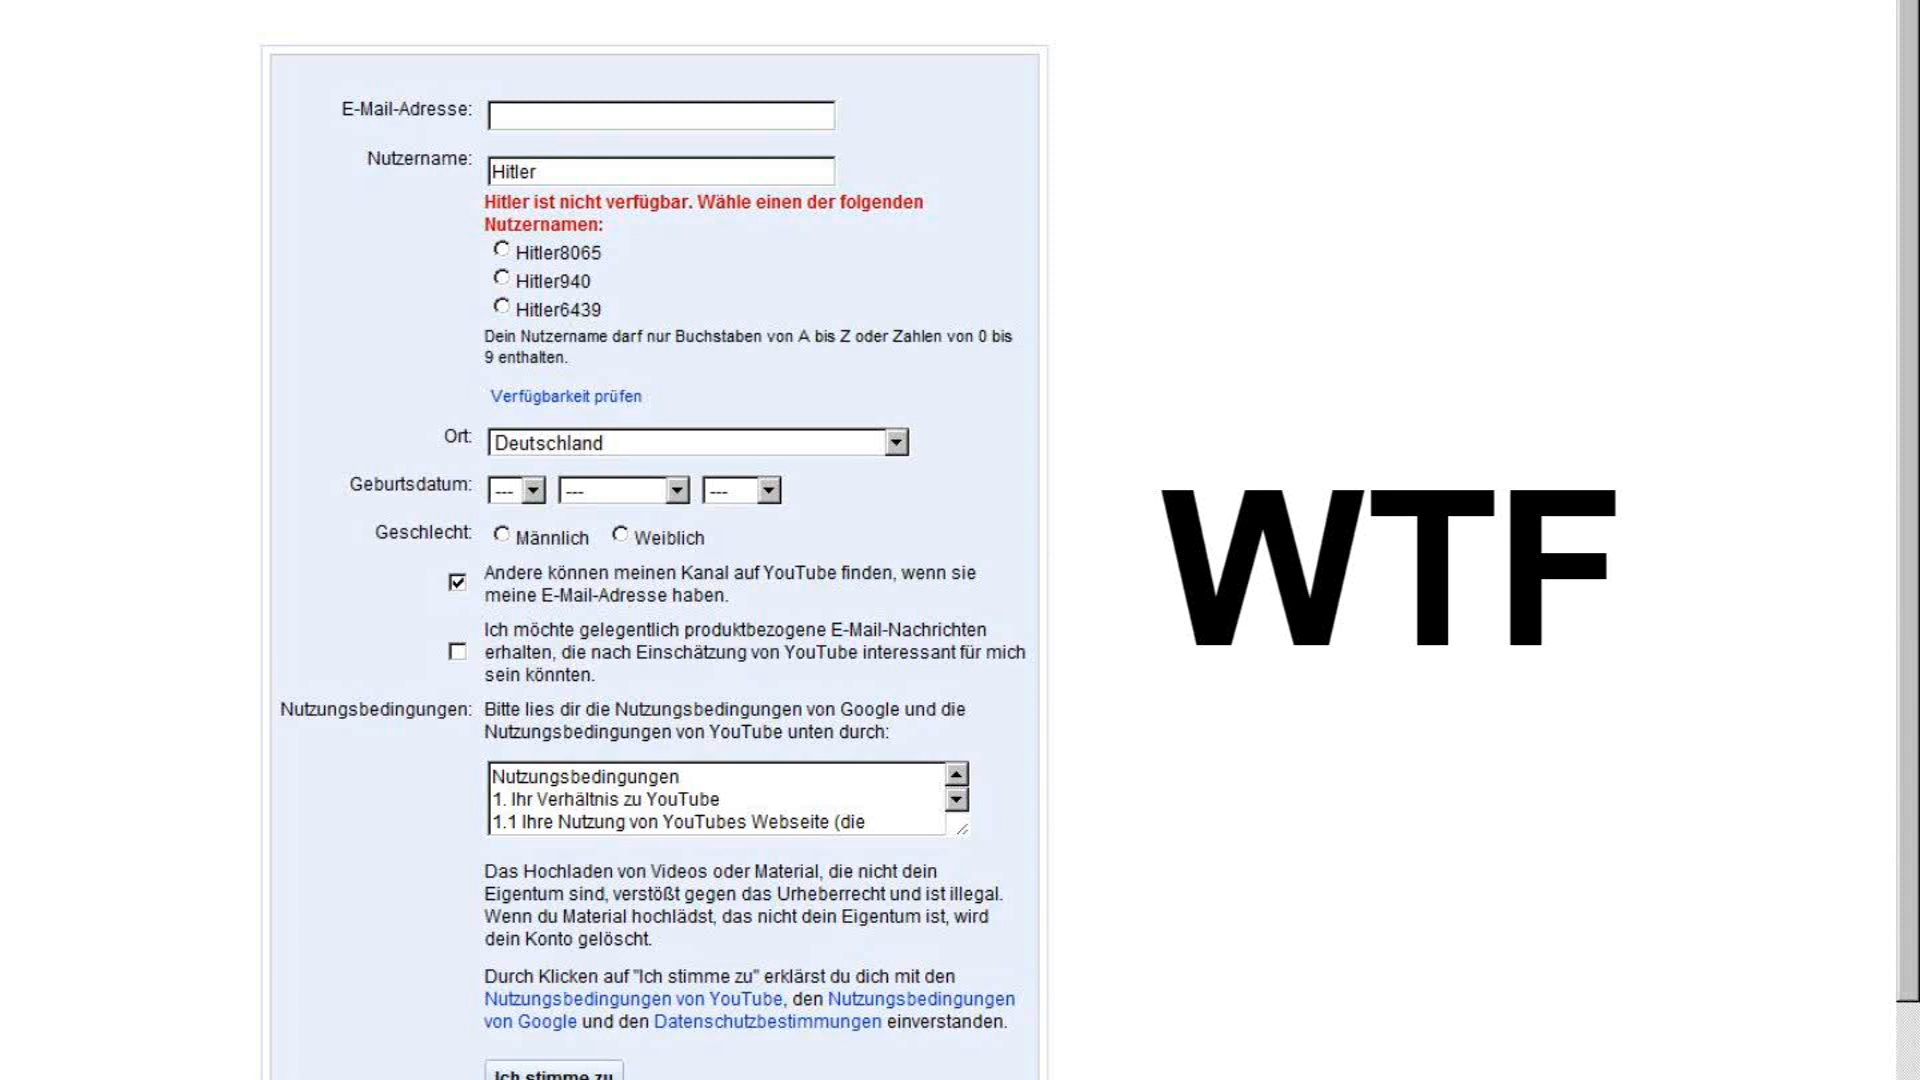 E-Mail-Adresse:
Nutzername:
Hitler
Hitler ist nicht verfügbar. Wähle einen der folgenden
Nutzernamen:
Hitler8065
Hitler940
Hitler6439
Dein Nutzername darf nur Buchstaben von A bis Z oder Zahlen von 0 bis
9 enthalten.
Verfügbarkeit prüfen
Ort:
Deutschland
Geburtsdatum:
--- --- ---
Geschlecht:
Männlich Weiblich
WTF
Andere können meinen Kanal auf YouTube finden, wenn sie
meine E-Mail-Adresse haben.
Ich möchte gelegentlich produktbezogene E-Mail-Nachrichten
erhalten, die nach Einschätzung von YouTube interessant für mich
sein könnten.
Nutzungsbedingungen:
Bitte lies dir die Nutzungsbedingungen von Google und die
Nutzungsbedingungen von YouTube unten durch:
Nutzungsbedingungen
1. Ihr Verhältnis zu YouTube
1.1 Ihre Nutzung von YouTubes Webseite (die
Das Hochladen von Videos oder Material, die nicht dein
Eigentum sind, verstößt gegen das Urheberrecht und ist illegal.
Wenn du Material hochlädst, das nicht dein Eigentum ist, wird
dein Konto gelöscht.
Durch Klicken auf "Ich stimme zu" erklärst du dich mit den
Nutzungsbedingungen von YouTube, den Nutzungsbedingungen
von Google und den Datenschutzbestimmungen einverstanden.
Ich stimme zu